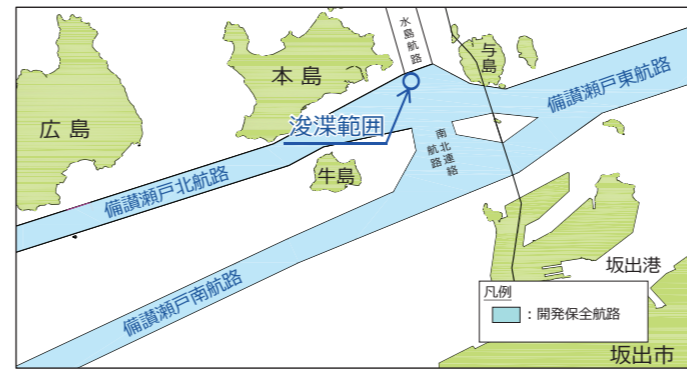 水島航路
与島
本島
備讃瀬戸東航路
広島
浚渫範囲
南北連絡
航路
牛島
備讃瀬戸北航路
備讃瀬戸南航路
坂出港
凡例
：開発保全航路
坂出市